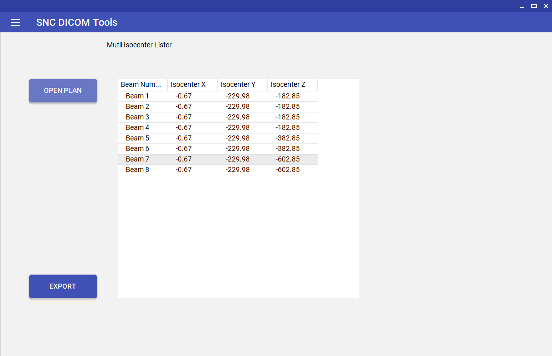 SNC DICOM Tools
Mutil Isocenter Lister
OPEN PLAN
Beam Num... Isocenter X Isocenter Y Isocenter Z
Beam 1 -0.67 -229.98 -182.85
Beam 2 -0.67 -229.98 -182.85
Beam 3 -0.67 -229.98 -182.85
Beam 4 -0.67 -229.98 -182.85
Beam 5 -0.67 -229.98 -382.85
Beam 6 -0.67 -229.98 -382.85
Beam 7 -0.67 -229.98 -602.85
Beam 8 -0.67 -229.98 -602.85
EXPORT